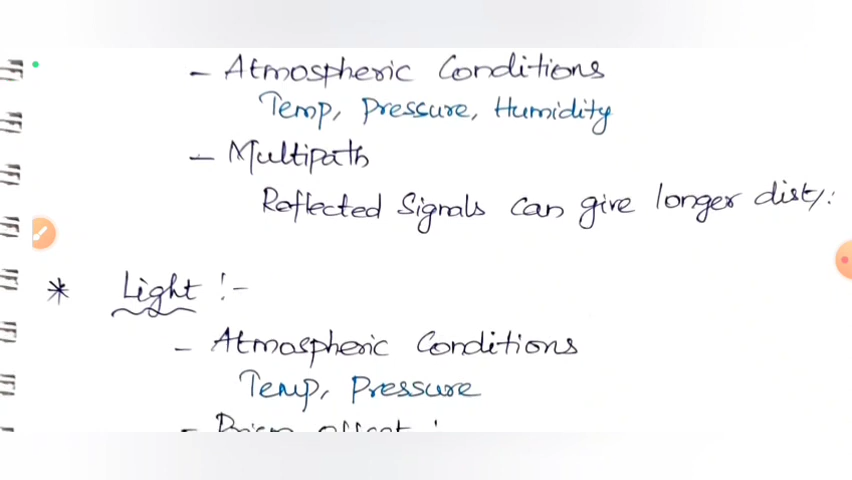 - Atmospheric Conditions
Temp, Pressure, Humidity
- Multipath
Reflected Signals can give longer dist/:
* Light :-
- Atmospheric Conditions
Temp, Pressure